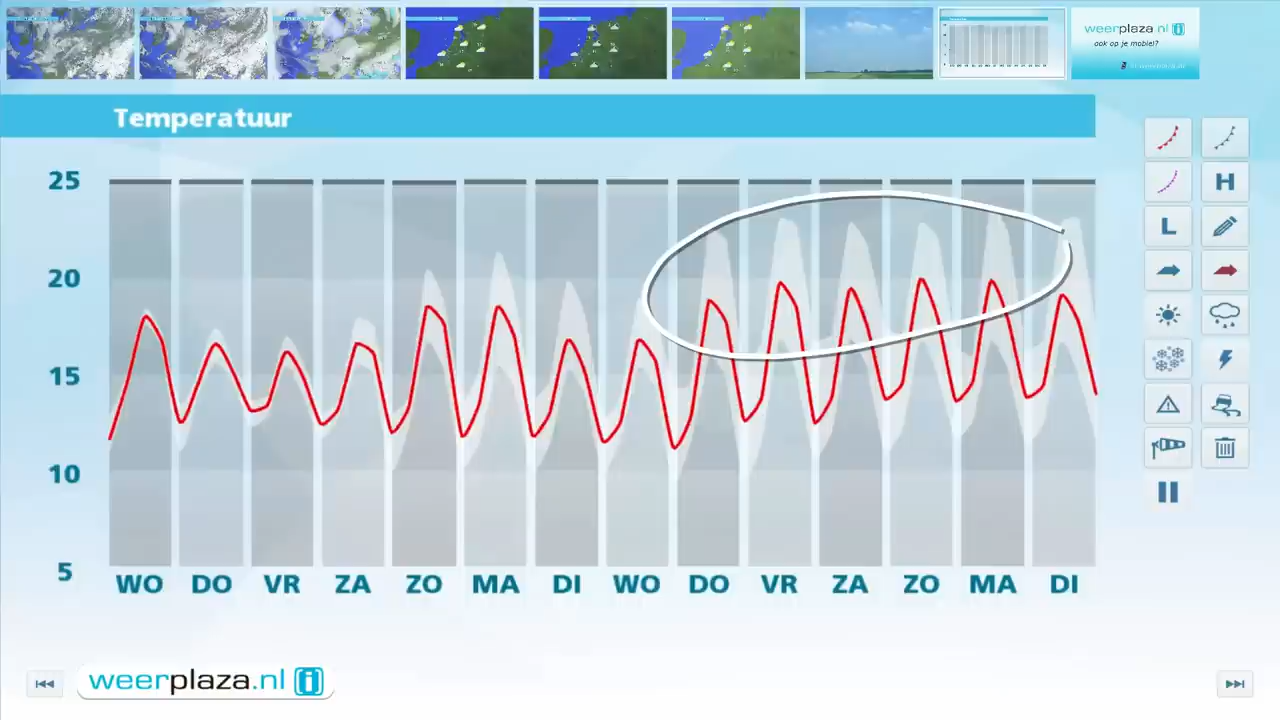 weerplaza.nl i
ook op je mobiel?
Temperatuur
25
20
15
10
5
WO DO VR ZA ZO MA DI WO DO VR ZA ZO MA DI
H
L
weerplaza.nl i